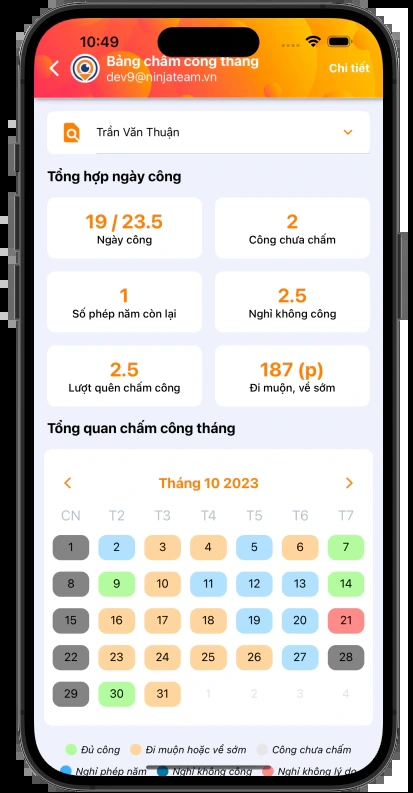 10:49
Bảng chấm công tháng
dev9@ninjateam.vn
Chi tiết
Trần Văn Thuận
Tổng hợp ngày công
19 / 23.5
2
Ngày công
Công chưa chấm
1
2.5
Số phép năm còn lại
Nghỉ không công
2.5
187 (p)
Lượt quên chấm công
Đi muộn, về sớm
Tổng quan chấm công tháng
Tháng 10 2023
CN T2 T3 T4 T5 T6 T7
1 2 3 4 5 6 7
8 9 10 11 12 13 14
15 16 17 18 19 20 21
22 23 24 25 26 27 28
29 30 31 1 2 3 4
Đủ công Đi muộn hoặc về sớm Công chưa chấm
Nghỉ phép năm Nghỉ không công Nghỉ không lý do